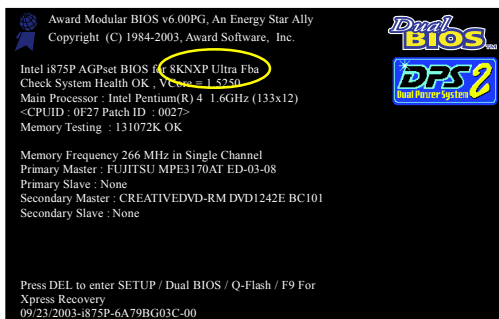 Award Modular BIOS v6.00PG, An Energy Star Ally
Copyright (C) 1984-2003, Award Software, Inc.
Dual
BIOS TM
Intel i875P AGPset BIOS for 8KNXP Ultra Fba
Check System Health OK , VCore = 1.5250
Main Processor : Intel Pentium(R) 4 1.6GHz (133x12)
<CPUID : 0F27 Patch ID : 0027>
Memory Testing : 131072K OK
DPS 2
Dual Power System
Memory Frequency 266 MHz in Single Channel
Primary Master : FUJITSU MPE3170AT ED-03-08
Primary Slave : None
Secondary Master : CREATIVEDVD-RM DVD1242E BC101
Secondary Slave : None
Press DEL to enter SETUP / Dual BIOS / Q-Flash / F9 For
Xpress Recovery
09/23/2003-i875P-6A79BG03C-00